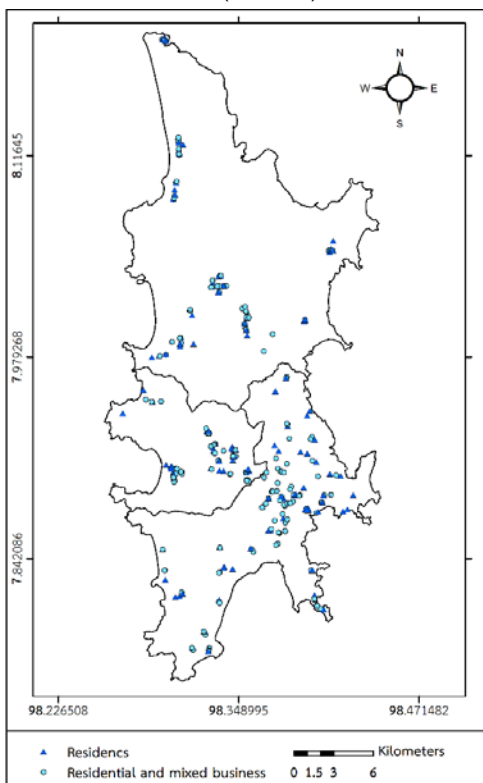 N
W E
S
8.11645
7.979268
7.842086
98.226508 98.348995 98.471482
Residencs
Kilometers
Residential and mixed business
0 1.5 3 6